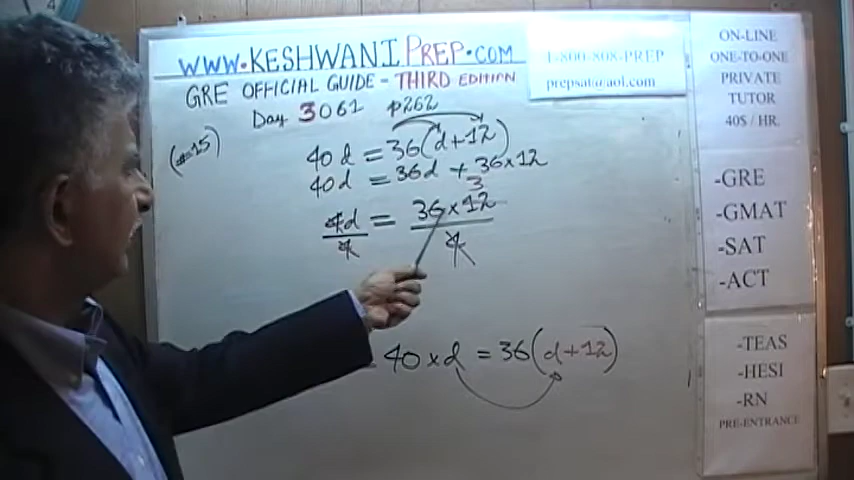 www.KESHWANIPREP.COM
GRE OFFICIAL GUIDE - THIRD EDITION
Day 3061 p262
(#15)
40d = 36(d+12)
40d = 36d + 36×12
3
4d = 36×12
4 4
= 40×d = 36(d+12)
1-800-808-PREP
prepsat@aol.com
ON-LINE
ONE-TO-ONE
PRIVATE
TUTOR
40$ / HR.
-GRE
-GMAT
-SAT
-ACT
-TEAS
-HESI
-RN
PRE-ENTRANCE